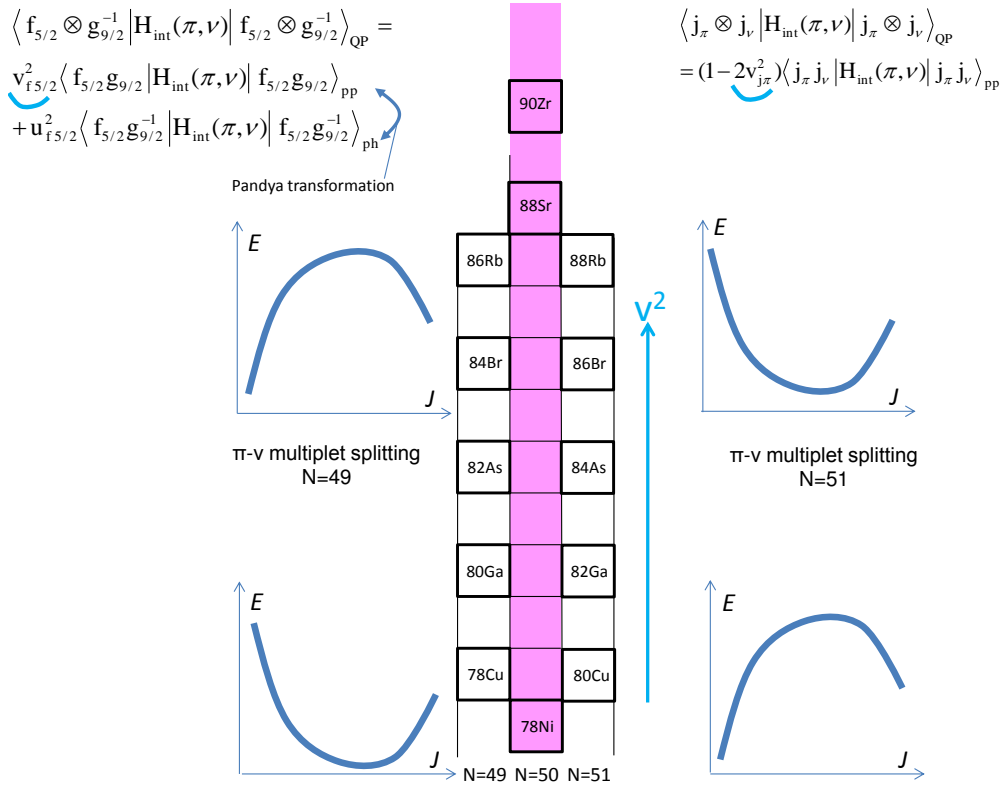 ⟨ f5/2 ⊗ g9/2^-1 | Hint(π,ν) | f5/2 ⊗ g9/2^-1 ⟩QP =
v²f5/2 ⟨ f5/2 g9/2 | Hint(π,ν) | f5/2 g9/2 ⟩pp
+ u²f5/2 ⟨ f5/2 g9/2^-1 | Hint(π,ν) | f5/2 g9/2^-1 ⟩ph
Pandya transformation
⟨ jπ ⊗ jν | Hint(π,ν) | jπ ⊗ jν ⟩QP
= (1− 2v²jπ) ⟨ jπ jν | Hint(π,ν) | jπ jν ⟩pp
90Zr
88Sr
86Rb
88Rb
84Br
86Br
82As
84As
80Ga
82Ga
78Cu
80Cu
78Ni
N=49 N=50 N=51
v²
E
J
π-ν multiplet splitting
N=49
E
J
E
J
π-ν multiplet splitting
N=51
E
J